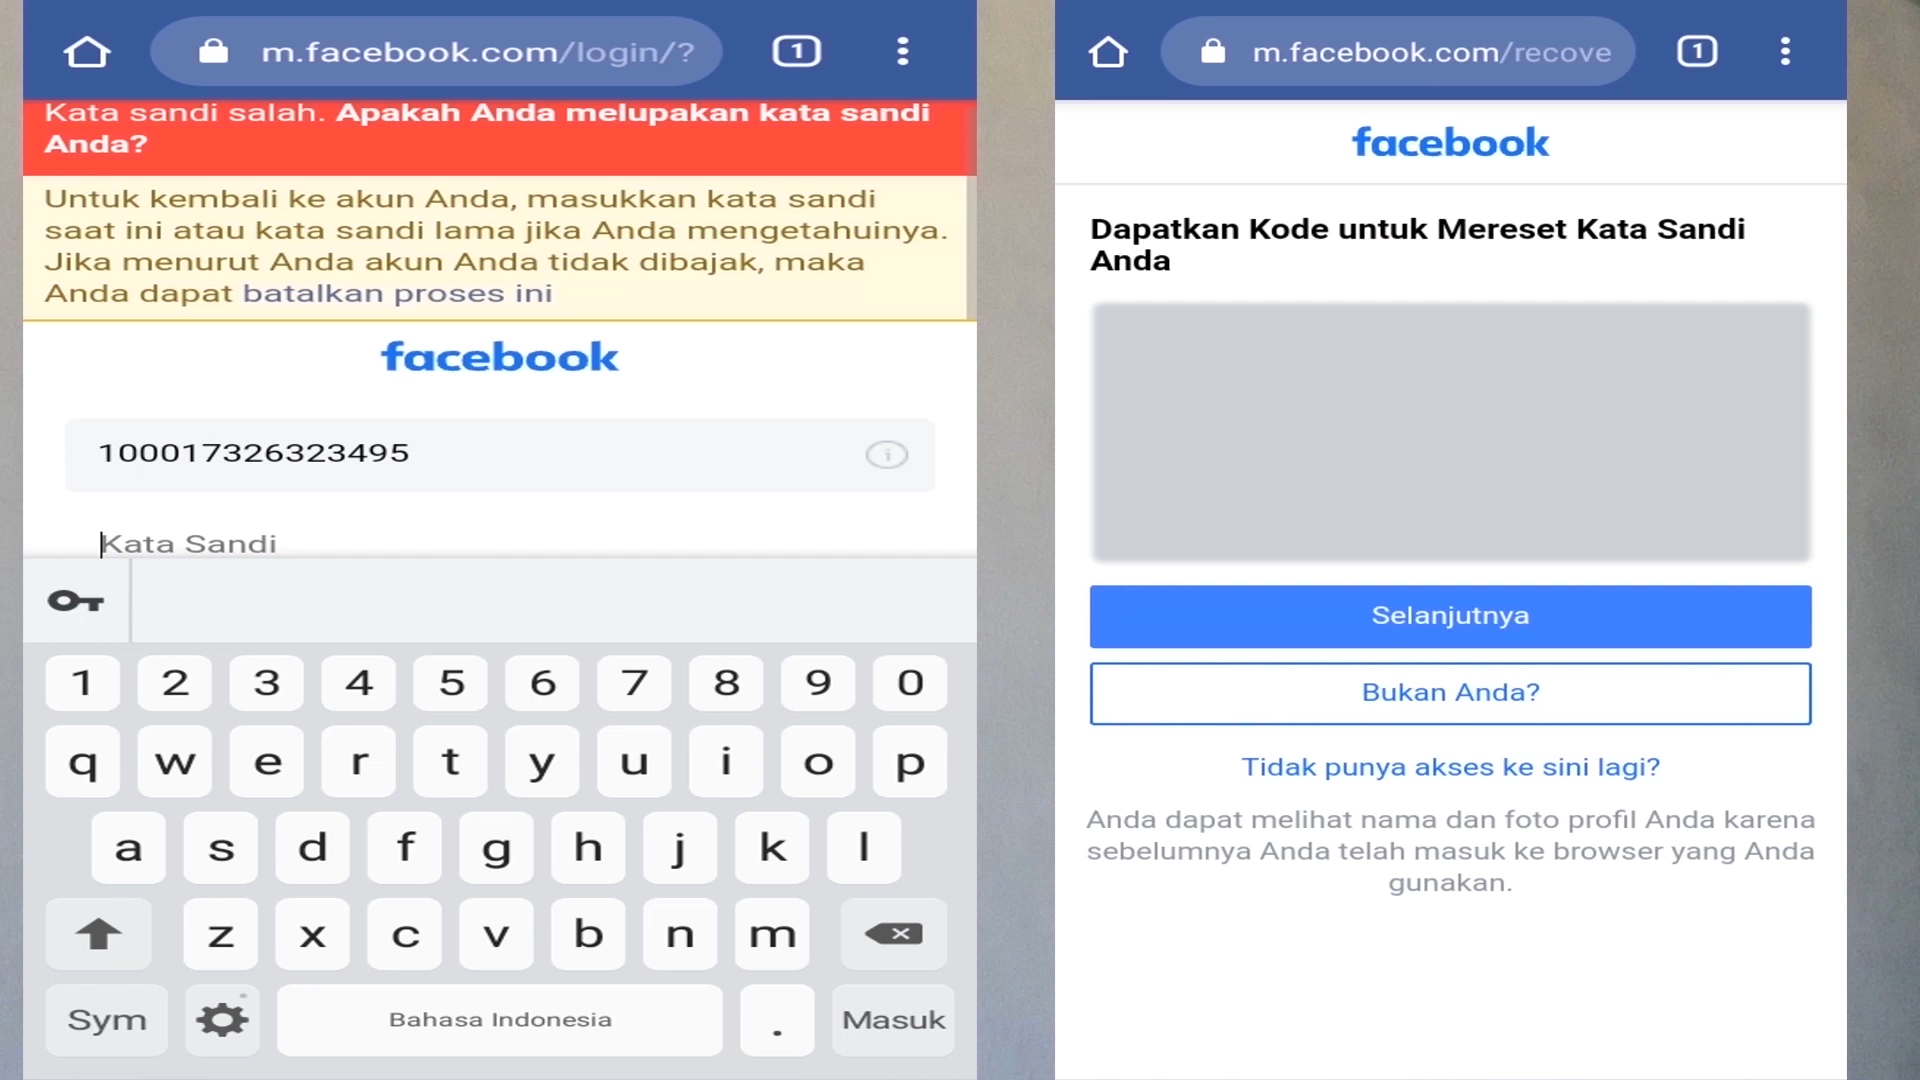 m.facebook.com/login/?
1
Kata sandi salah. Apakah Anda melupakan kata sandi
Anda?
Untuk kembali ke akun Anda, masukkan kata sandi
saat ini atau kata sandi lama jika Anda mengetahuinya.
Jika menurut Anda akun Anda tidak dibajak, maka
Anda dapat batalkan proses ini
facebook
100017326323495
Kata Sandi
1 2 3 4 5 6 7 8 9 0
q w e r t y u i o p
a s d f g h j k l
z x c v b n m
Sym Bahasa Indonesia . Masuk
m.facebook.com/recove
1
facebook
Dapatkan Kode untuk Mereset Kata Sandi
Anda
Selanjutnya
Bukan Anda?
Tidak punya akses ke sini lagi?
Anda dapat melihat nama dan foto profil Anda karena
sebelumnya Anda telah masuk ke browser yang Anda
gunakan.